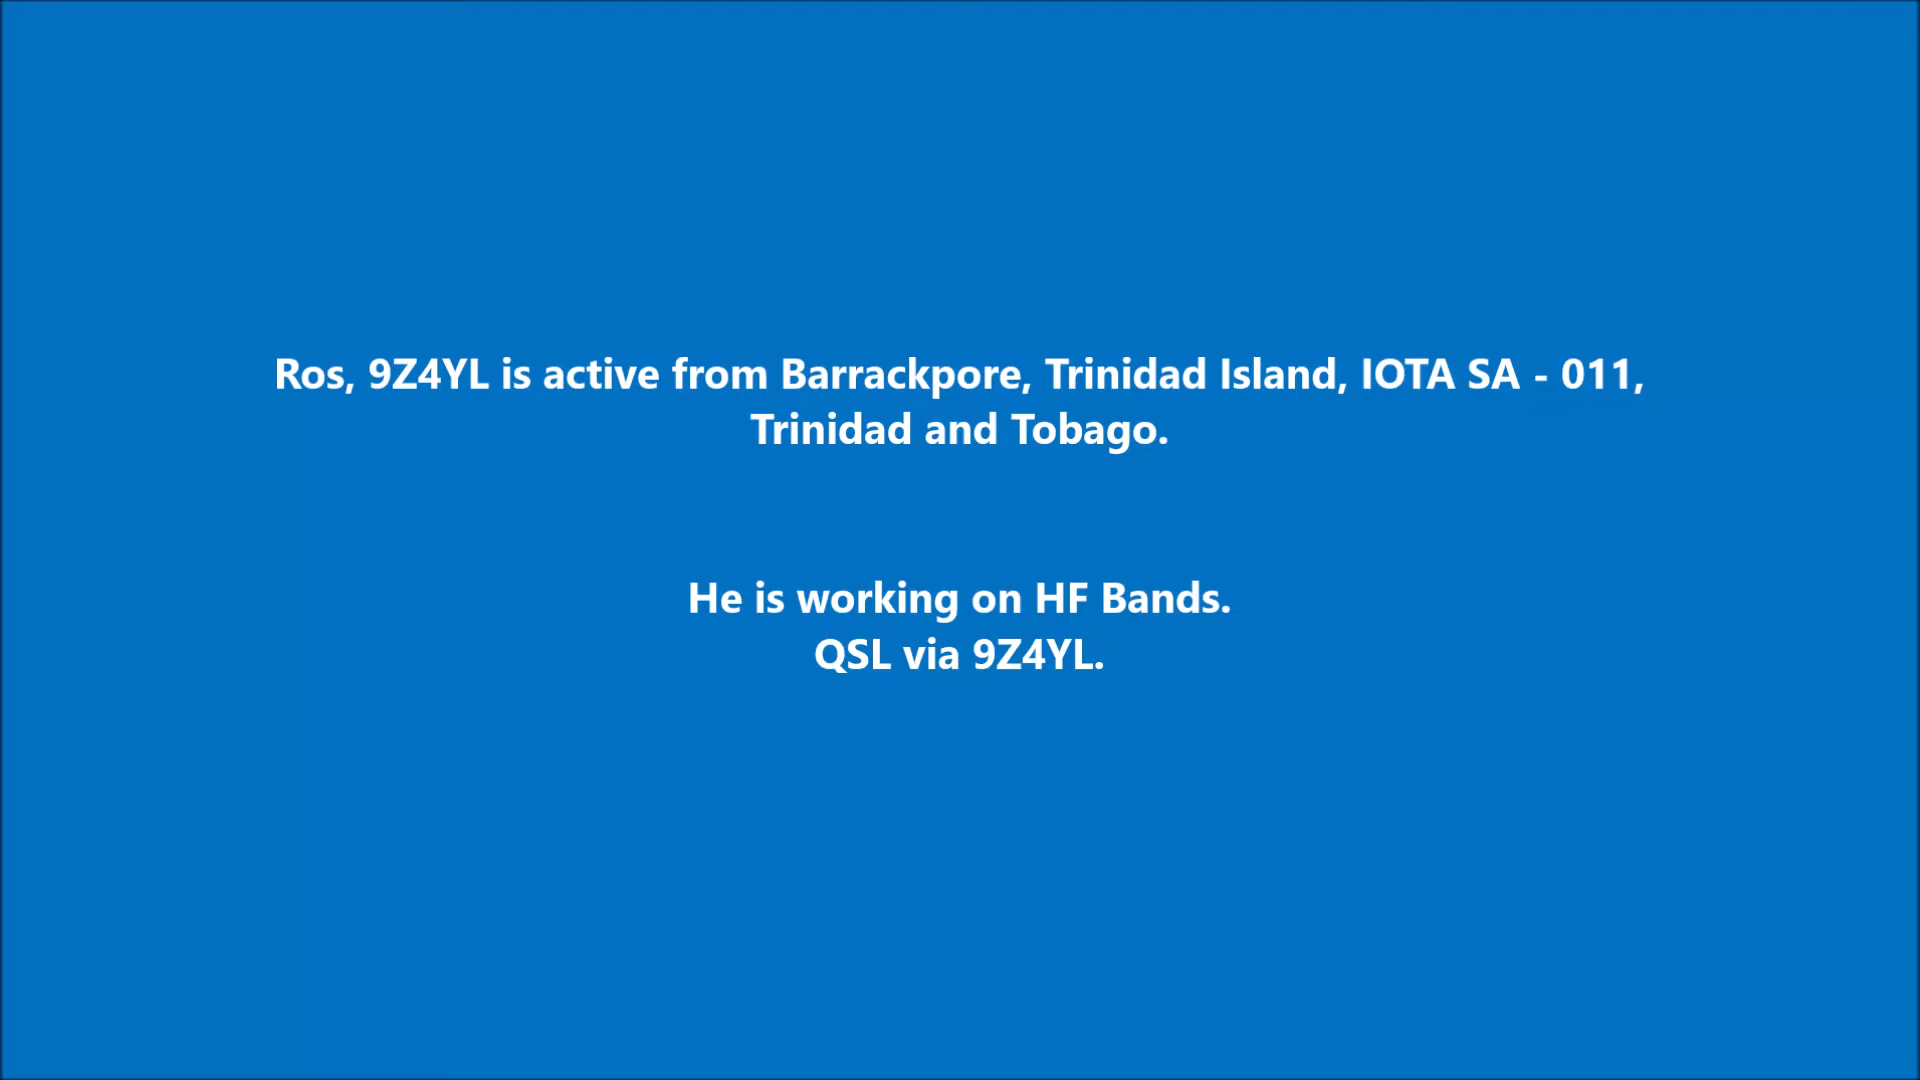 Ros, 9Z4YL is active from Barrackpore, Trinidad Island, IOTA SA - 011,
Trinidad and Tobago.
He is working on HF Bands.
QSL via 9Z4YL.